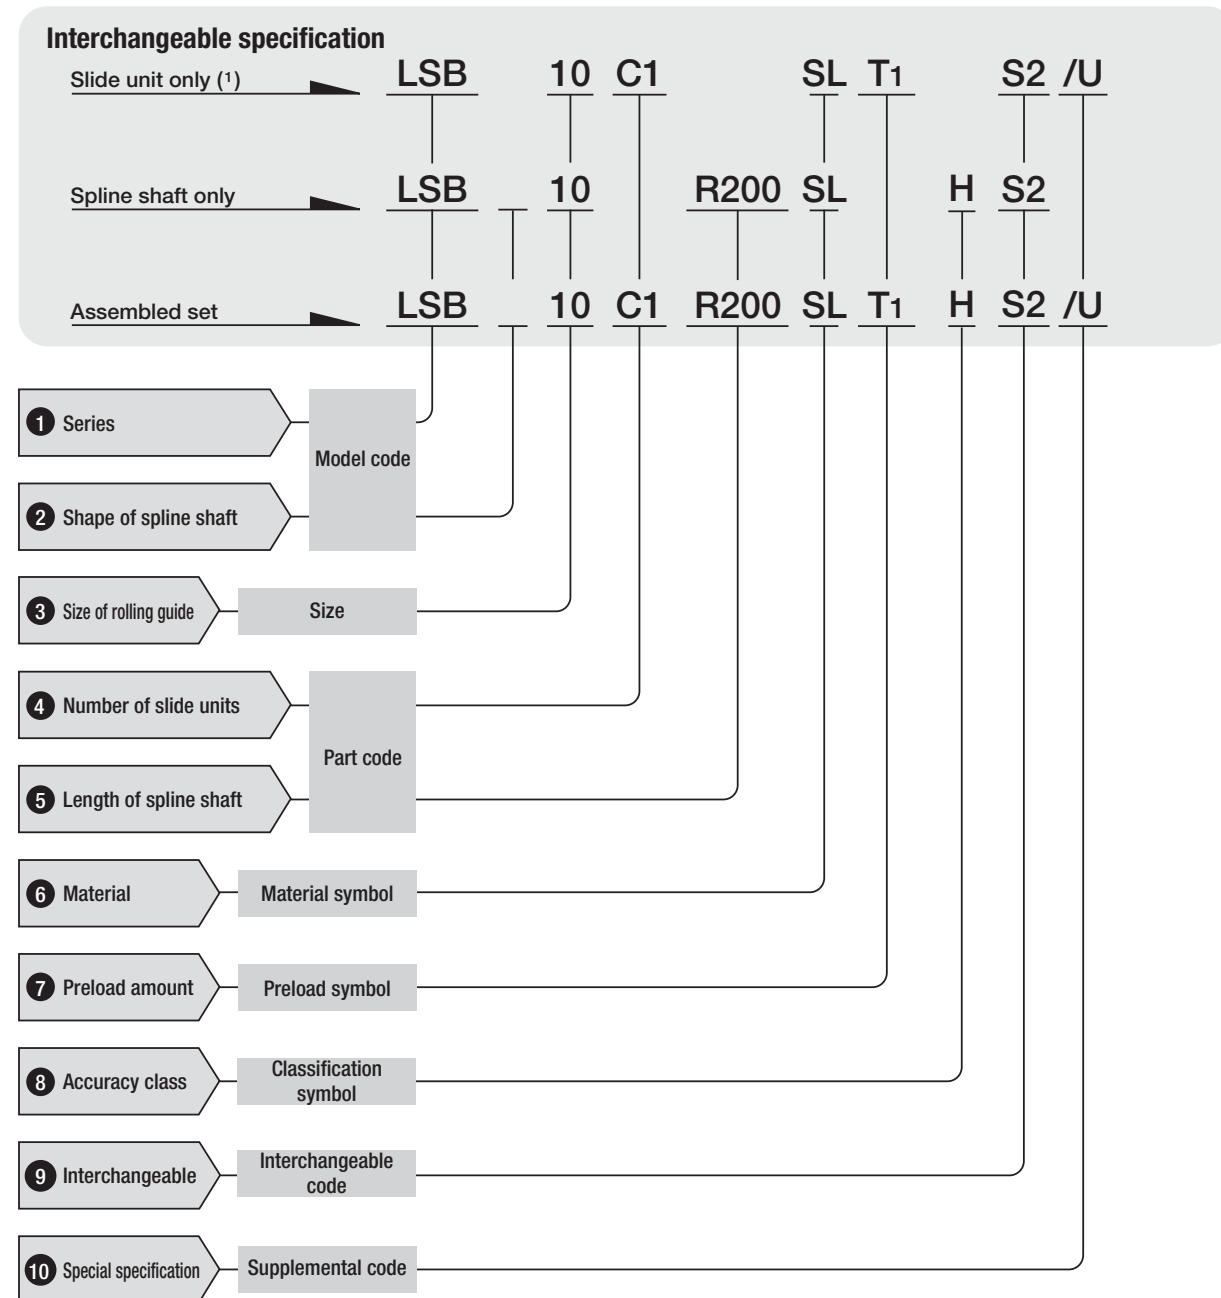 Interchangeable specification
Slide unit only (1) LSB 10 C1 SL T1 S2 /U
Spline shaft only LSB 10 R200 SL H S2
Assembled set LSB 10 C1 R200 SL T1 H S2 /U
1 Series
Model code
2 Shape of spline shaft
3 Size of rolling guide Size
4 Number of slide units
Part code
5 Length of spline shaft
6 Material Material symbol
7 Preload amount Preload symbol
8 Accuracy class Classification
symbol
9 Interchangeable Interchangeable
code
10 Special specification Supplemental code